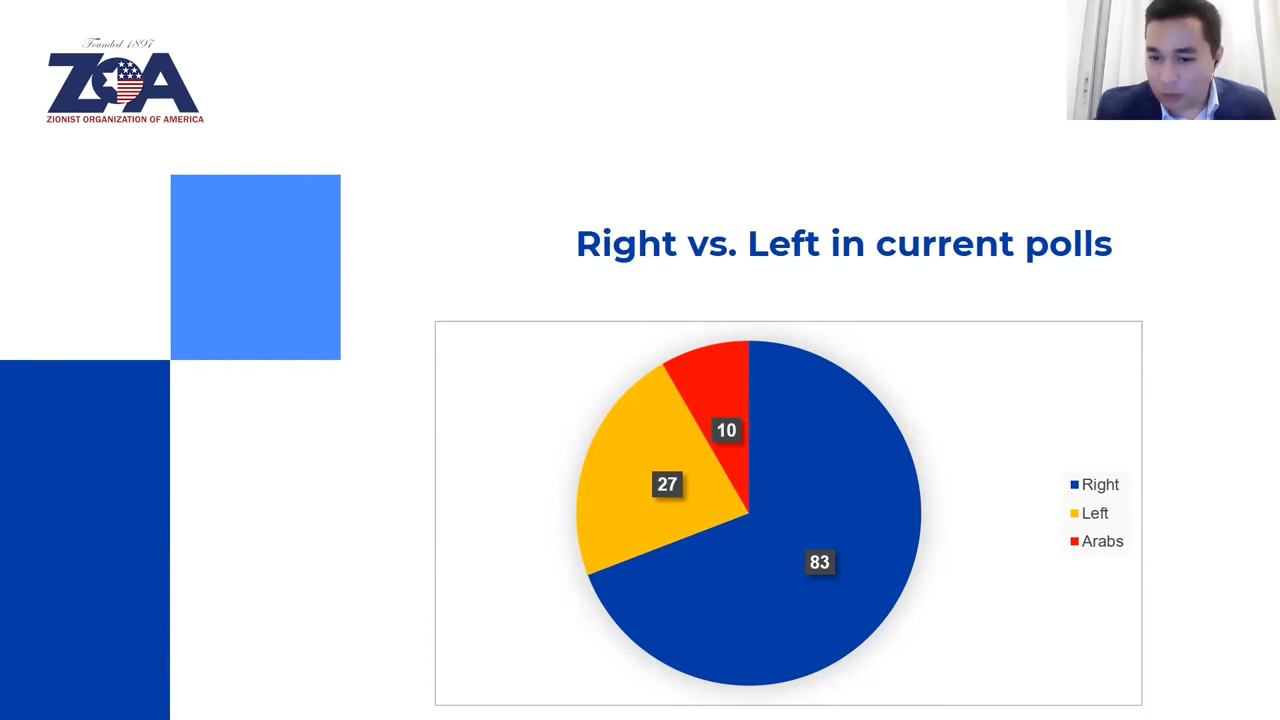 Founded 1897
ZOA
ZIONIST ORGANIZATION OF AMERICA
Right vs. Left in current polls
10
27
83
Right
Left
Arabs